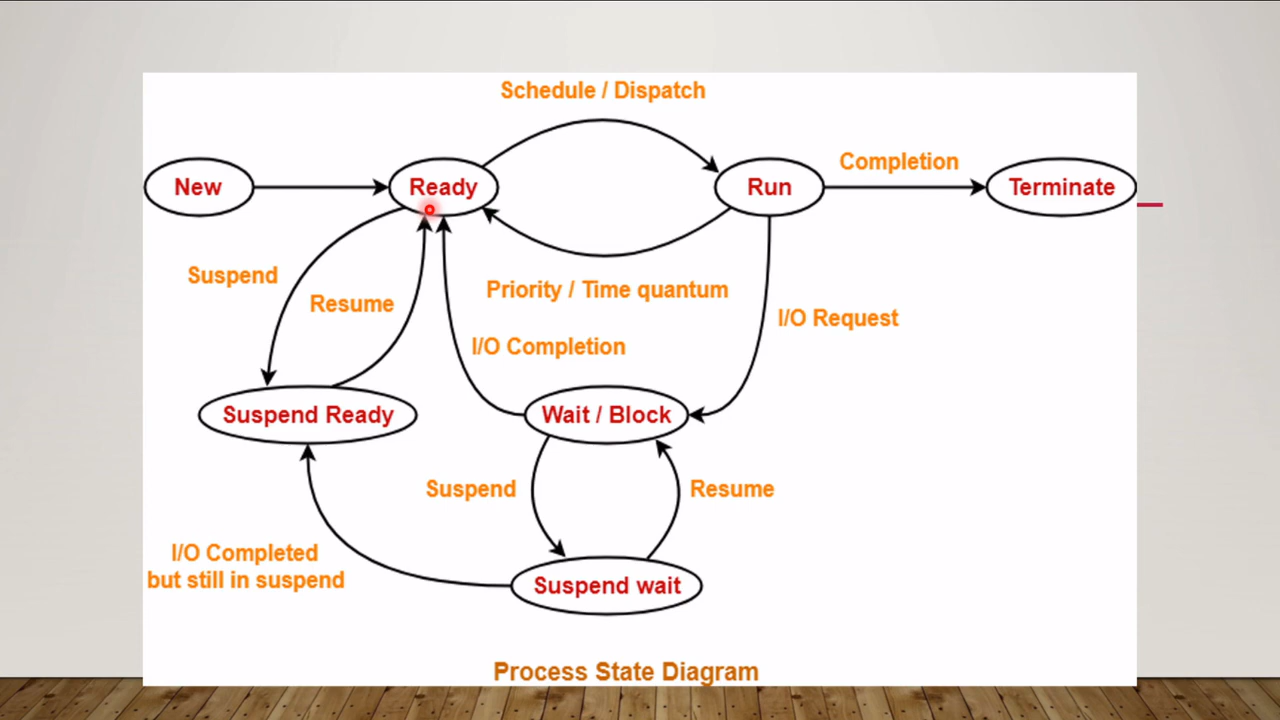 Schedule / Dispatch
New
Ready
Run
Completion
Terminate
Suspend
Resume
Priority / Time quantum
I/O Request
I/O Completion
Suspend Ready
Wait / Block
Suspend
Resume
I/O Completed
but still in suspend
Suspend wait
Process State Diagram